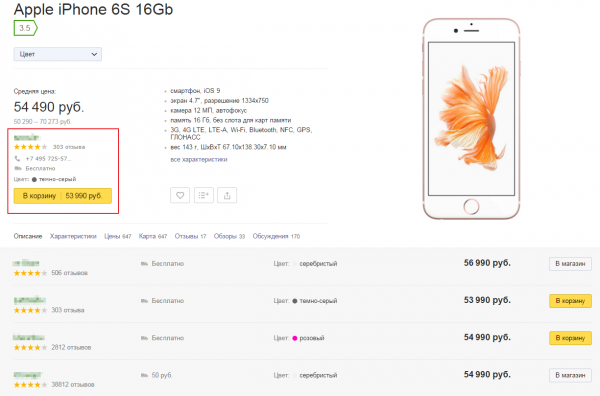 Apple iPhone 6S 16Gb
3.5
Цвет
Средняя цена:
54 490 руб.
50 290 – 70 273 руб.
303 отзыва
+7 495 725-57...
Бесплатно
Цвет: темно-серый
В корзину 53 990 руб.
смартфон, iOS 9
экран 4.7", разрешение 1334x750
камера 12 МП, автофокус
память 16 Гб, без слота для карт памяти
3G, 4G LTE, LTE-A, Wi-Fi, Bluetooth, NFC, GPS,
ГЛОНАСС
вес 143 г, ШxВxТ 67.10x138.30x7.10 мм
все характеристики
Описание Характеристики Цены 647 Карта 647 Отзывы 17 Обзоры 33 Обсуждения 170
Бесплатно Цвет: серебристый 56 990 руб. В магазин
506 отзывов
Бесплатно Цвет: темно-серый 53 990 руб. В корзину
303 отзыва
Бесплатно Цвет: розовый 54 990 руб. В корзину
2812 отзывов
50 руб. Цвет: серебристый 54 990 руб. В магазин
38812 отзывов